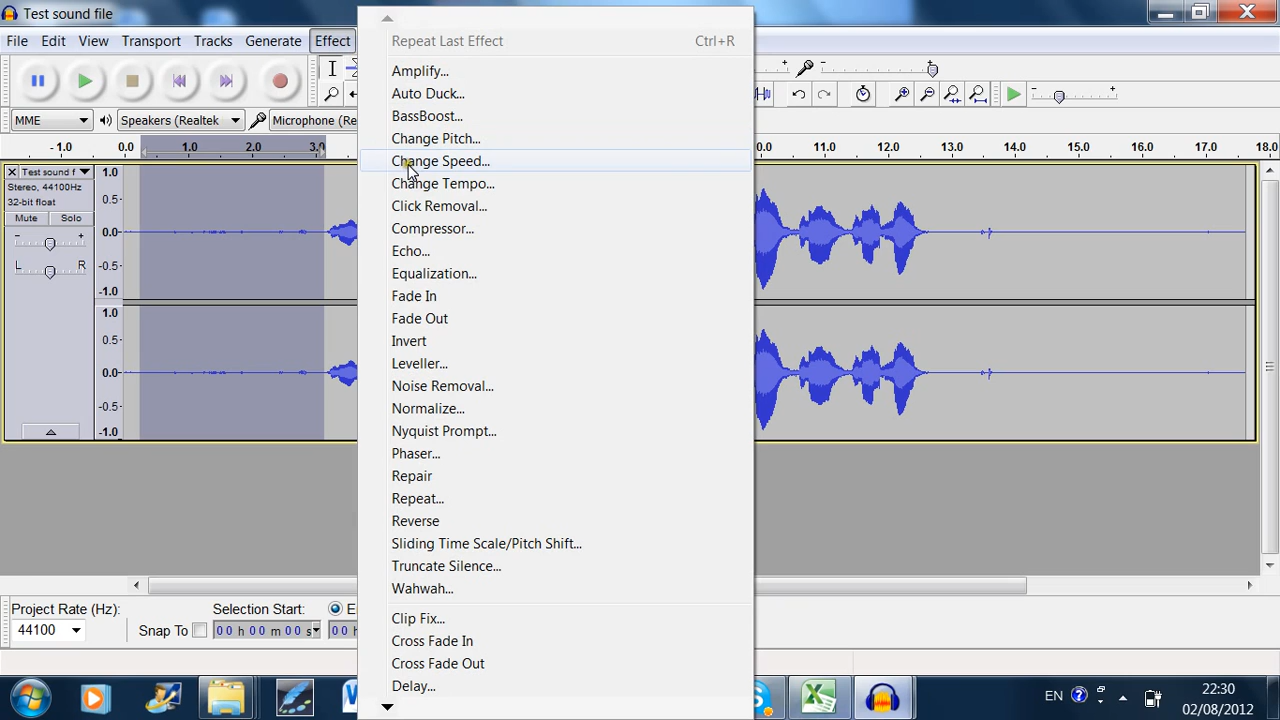 Test sound file
File Edit View Transport Tracks Generate Effect
Repeat Last Effect Ctrl+R
Amplify...
Auto Duck...
BassBoost...
Change Pitch...
Change Speed...
Change Tempo...
Click Removal...
Compressor...
Echo...
Equalization...
Fade In
Fade Out
Invert
Leveller...
Noise Removal...
Normalize...
Nyquist Prompt...
Phaser...
Repair
Repeat...
Reverse
Sliding Time Scale/Pitch Shift...
Truncate Silence...
Wahwah...
Clip Fix...
Cross Fade In
Cross Fade Out
Delay...
MME Speakers (Realtek Microphone (Re
-1.0 0.0 1.0 2.0 3.0 11.0 12.0 13.0 14.0 15.0 16.0 17.0 18.0
Test sound f
Stereo, 44100Hz
32-bit float
Mute Solo
- +
L R
1.0
0.5
0.0
-0.5
-1.0
1.0
0.5
0.0
-0.5
-1.0
Project Rate (Hz): Selection Start:
44100 Snap To 00 h 00 m 00 s
EN 22:30
02/08/2012